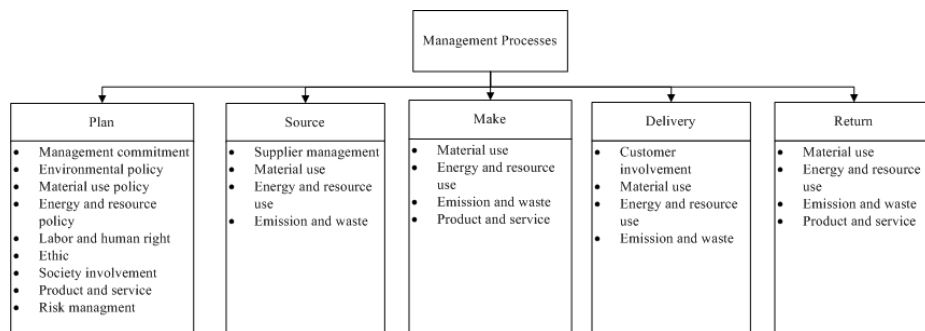 Management Processes
Plan
• Management commitment
• Environmental policy
• Material use policy
• Energy and resource
policy
• Labor and human right
• Ethic
• Society involvement
• Product and service
• Risk managment
Source
• Supplier management
• Material use
• Energy and resource
use
• Emission and waste
Make
• Material use
• Energy and resource
use
• Emission and waste
• Product and service
Delivery
• Customer
involvement
• Material use
• Energy and resource
use
• Emission and waste
Return
• Material use
• Energy and resource
use
• Emission and waste
• Product and service